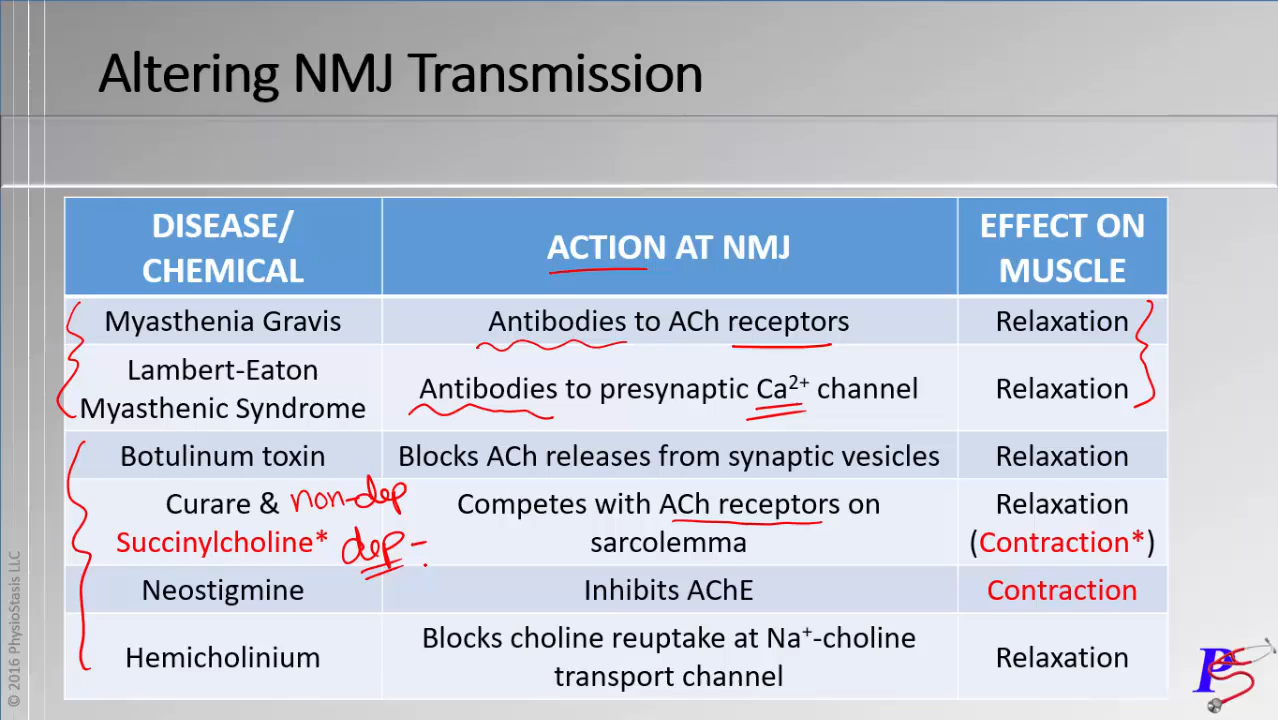 Altering NMJ Transmission
DISEASE/
CHEMICAL
ACTION AT NMJ
EFFECT ON
MUSCLE
Myasthenia Gravis
Antibodies to ACh receptors
Relaxation
Lambert-Eaton
Myasthenic Syndrome
Antibodies to presynaptic Ca²⁺ channel
Relaxation
Botulinum toxin
Blocks ACh releases from synaptic vesicles
Relaxation
Curare & non-dep
Succinylcholine* dep
Competes with ACh receptors on
sarcolemma
Relaxation
(Contraction*)
Neostigmine
Inhibits AChE
Contraction
Hemicholinium
Blocks choline reuptake at Na⁺-choline
transport channel
Relaxation
© 2016 PhysioStasis LLC
PS